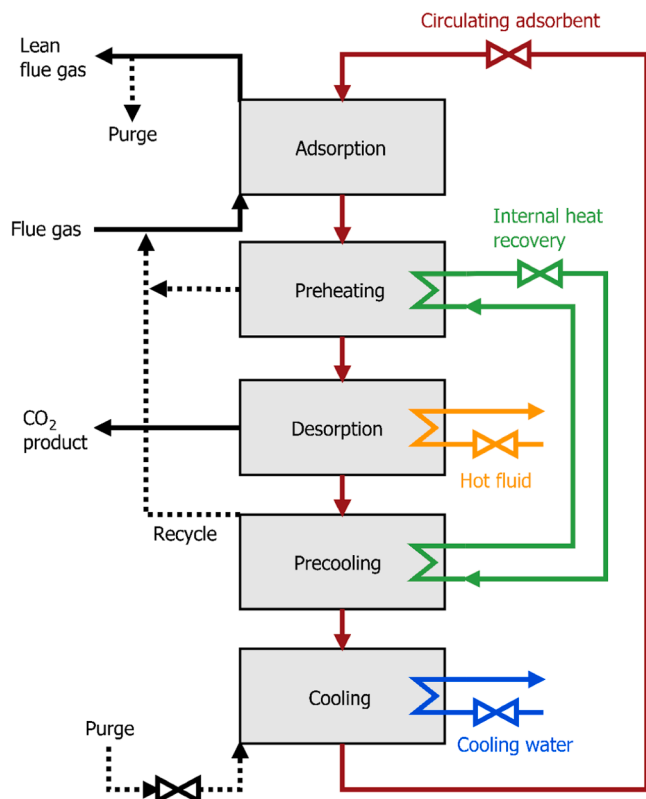 Circulating adsorbent
Lean
flue gas
Purge
Adsorption
Flue gas
Internal heat
recovery
Preheating
CO₂
product
Desorption
Hot fluid
Recycle
Precooling
Cooling
Purge
Cooling water